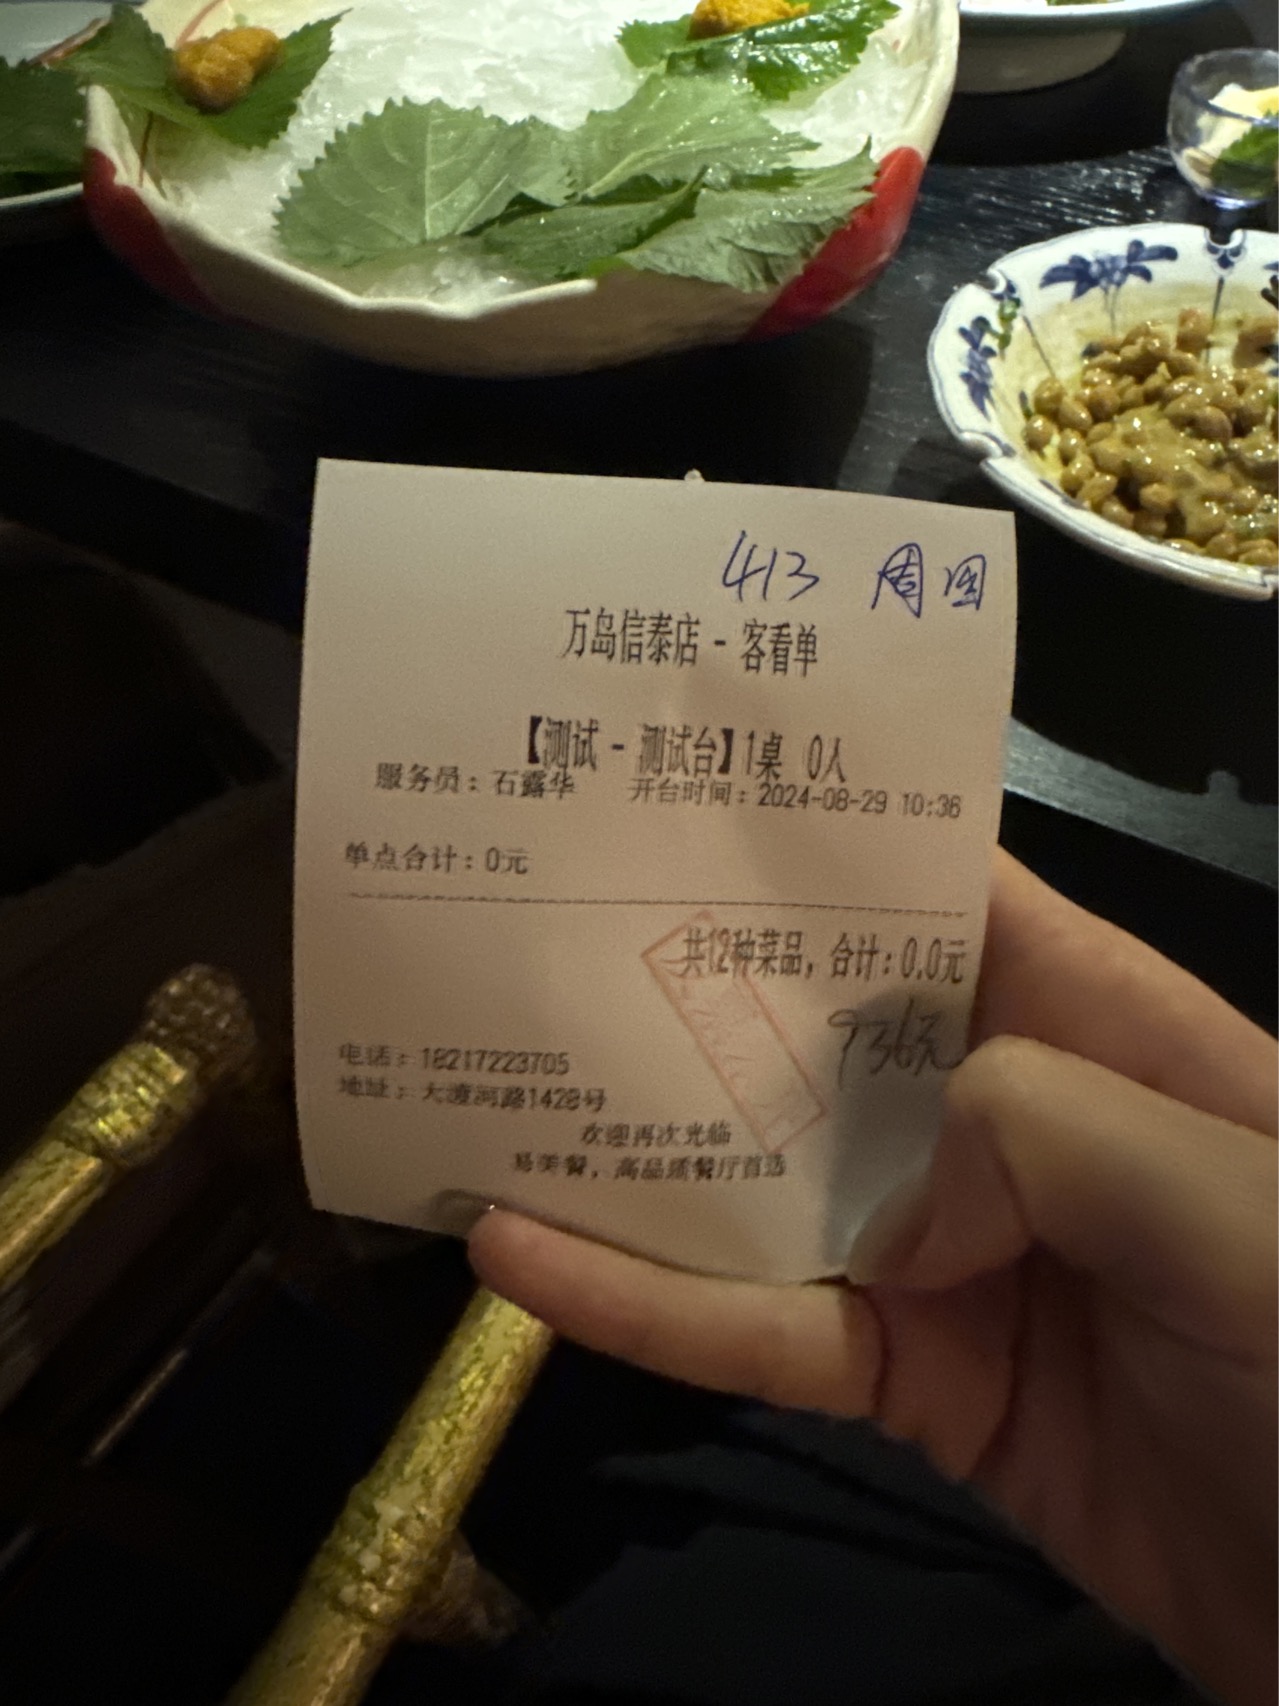 413 周国
万岛信泰店 - 客看单
【测试 - 测试台】1桌 0人
服务员：石露华 开台时间：2024-08-29 10:36
单点合计：0元
共12种菜品，合计：0.0元
936元
电话：18217223705
地址：大渡河路1428号
欢迎再次光临
易美餐，高品质餐厅首选